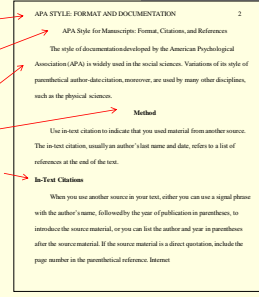 APA STYLE: FORMAT AND DOCUMENTATION 2
APA Style for Manuscripts: Format, Citations, and References
The style of documentation developed by the American Psychological
Association (APA) is widely used in the social sciences. Variations of its style of
parenthetical author-date citation, moreover, are used by many other disciplines,
such as the physical sciences.
Method
Use in-text citation to indicate that you used material from another source.
The in-text citation, usually an author's last name and date, refers to a list of
references at the end of the text.
In-Text Citations
When you use another source in your text, either you can use a signal phrase
with the author's name, followed by the year of publication in parentheses, to
introduce the source material, or you can list the author and year in parentheses
after the source material. If the source material is a direct quotation, include the
page number in the parenthetical reference. Internet